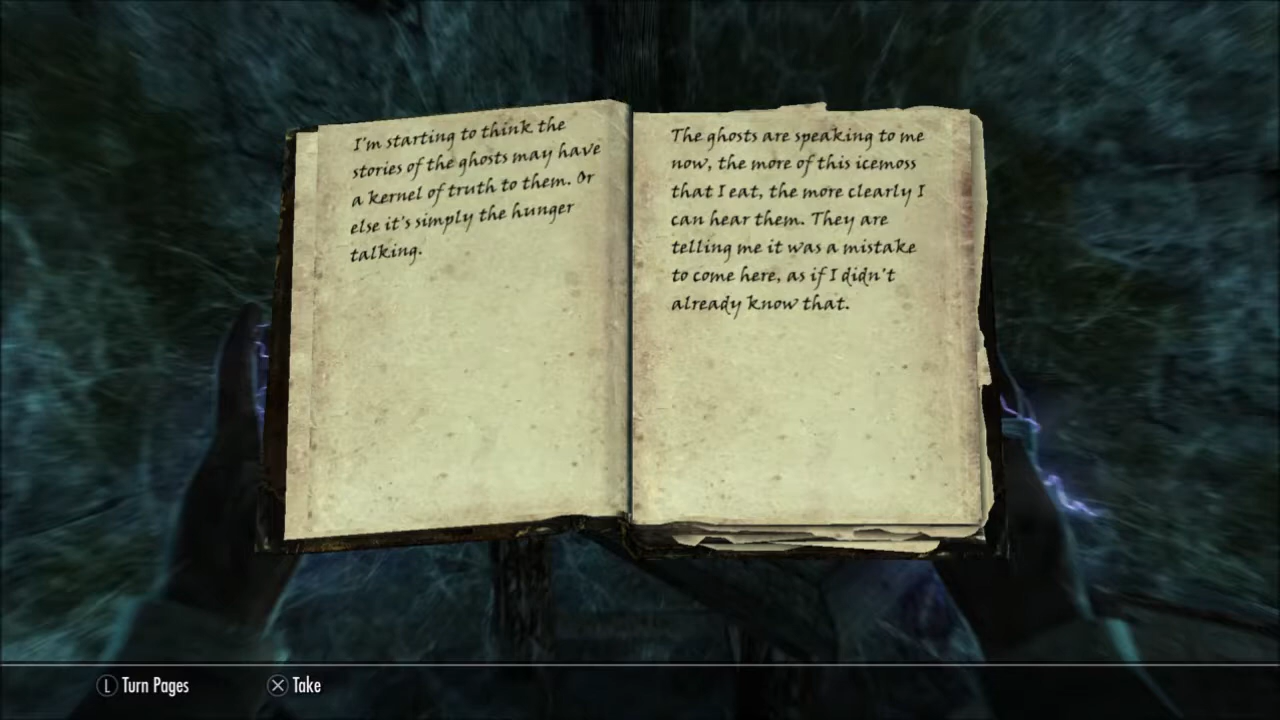 I'm starting to think the
stories of the ghosts may have
a kernel of truth to them. Or
else it's simply the hunger
talking.
The ghosts are speaking to me
now, the more of this icemoss
that I eat, the more clearly I
can hear them. They are
telling me it was a mistake
to come here, as if I didn't
already know that.
L Turn Pages
X Take